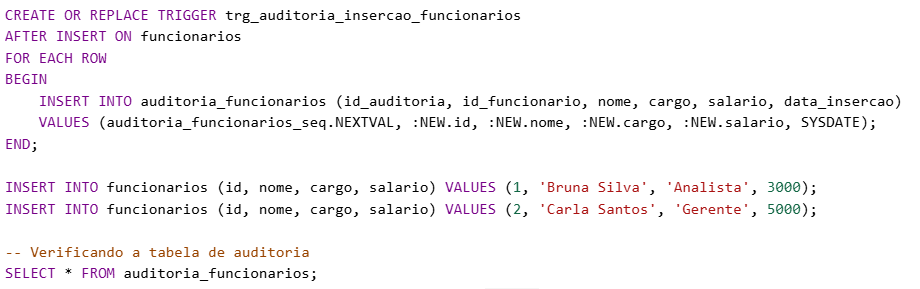 CREATE OR REPLACE TRIGGER trg_auditoria_insercao_funcionarios
AFTER INSERT ON funcionarios
FOR EACH ROW
BEGIN
    INSERT INTO auditoria_funcionarios (id_auditoria, id_funcionario, nome, cargo, salario, data_insercao)
    VALUES (auditoria_funcionarios_seq.NEXTVAL, :NEW.id, :NEW.nome, :NEW.cargo, :NEW.salario, SYSDATE);
END;

INSERT INTO funcionarios (id, nome, cargo, salario) VALUES (1, 'Bruna Silva', 'Analista', 3000);
INSERT INTO funcionarios (id, nome, cargo, salario) VALUES (2, 'Carla Santos', 'Gerente', 5000);

-- Verificando a tabela de auditoria
SELECT * FROM auditoria_funcionarios;